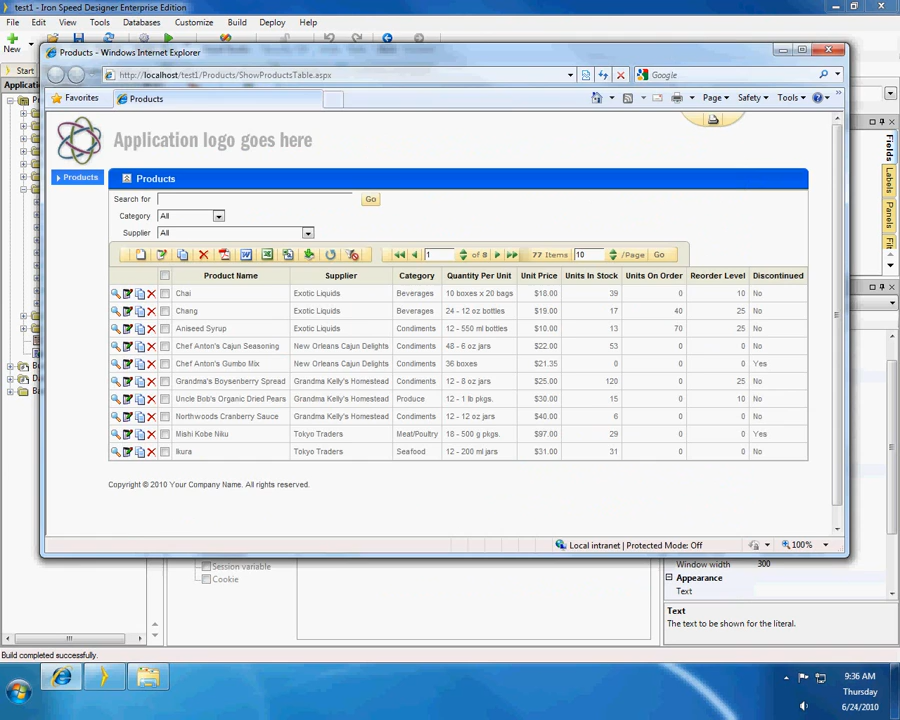 test1 - Iron Speed Designer Enterprise Edition
File Edit View Tools Databases Customize Build Deploy Help
New
Start
Products - Windows Internet Explorer
http://localhost/test1/Products/ShowProductsTable.aspx
Google
Favorites Products
Page Safety Tools
Application logo goes here
Products
Products
Search for Go
Category All
Supplier All
1 of 8 77 Items 10 /Page Go
Product Name Supplier Category Quantity Per Unit Unit Price Units In Stock Units On Order Reorder Level Discontinued
Chai Exotic Liquids Beverages 10 boxes x 20 bags $18.00 39 0 10 No
Chang Exotic Liquids Beverages 24 - 12 oz bottles $19.00 17 40 25 No
Aniseed Syrup Exotic Liquids Condiments 12 - 550 ml bottles $10.00 13 70 25 No
Chef Anton's Cajun Seasoning New Orleans Cajun Delights Condiments 48 - 6 oz jars $22.00 53 0 0 No
Chef Anton's Gumbo Mix New Orleans Cajun Delights Condiments 36 boxes $21.35 0 0 0 Yes
Grandma's Boysenberry Spread Grandma Kelly's Homestead Condiments 12 - 8 oz jars $25.00 120 0 25 No
Uncle Bob's Organic Dried Pears Grandma Kelly's Homestead Produce 12 - 1 lb pkgs. $30.00 15 0 10 No
Northwoods Cranberry Sauce Grandma Kelly's Homestead Condiments 12 - 12 oz jars $40.00 6 0 0 No
Mishi Kobe Niku Tokyo Traders Meat/Poultry 18 - 500 g pkgs. $97.00 29 0 0 Yes
Ikura Tokyo Traders Seafood 12 - 200 ml jars $31.00 31 0 0 No
Copyright © 2010 Your Company Name. All rights reserved.
Local intranet | Protected Mode: Off 100%
Fields
Labels
Panels
Session variable
Cookie
Window width 300
Appearance
Text
Text
The text to be shown for the literal.
Build completed successfully.
9:36 AM
Thursday
6/24/2010